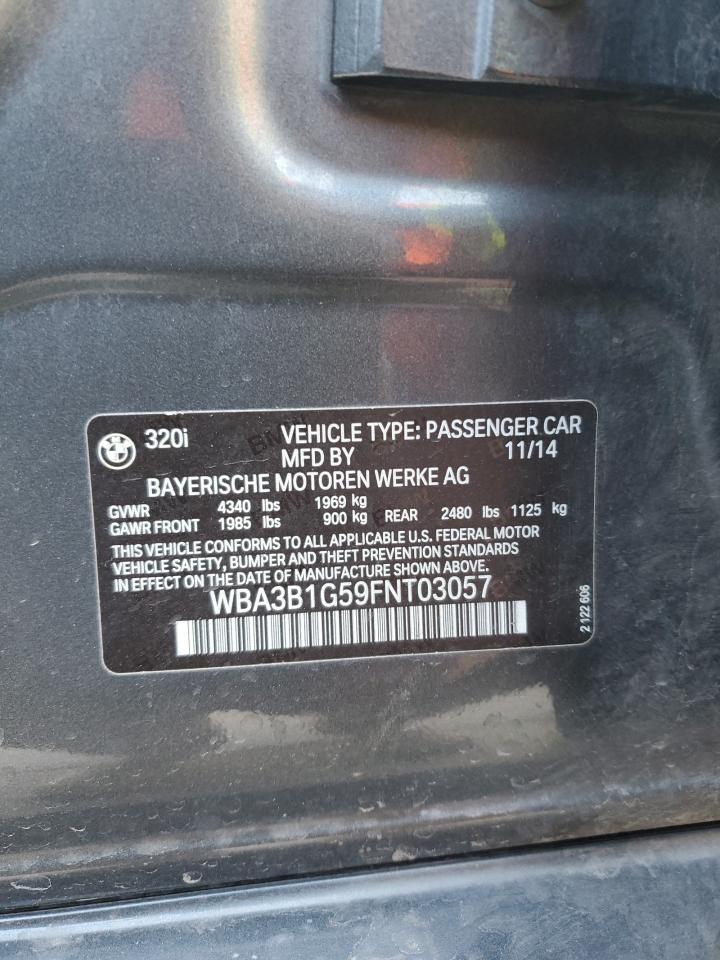 320i VEHICLE TYPE: PASSENGER CAR
MFD BY 11/14
BAYERISCHE MOTOREN WERKE AG
GVWR 4340 lbs 1969 kg
GAWR FRONT 1985 lbs 900 kg REAR 2480 lbs 1125 kg
THIS VEHICLE CONFORMS TO ALL APPLICABLE U.S. FEDERAL MOTOR
VEHICLE SAFETY, BUMPER AND THEFT PREVENTION STANDARDS
IN EFFECT ON THE DATE OF MANUFACTURE SHOWN ABOVE.
WBA3B1G59FNT03057
2 122 606